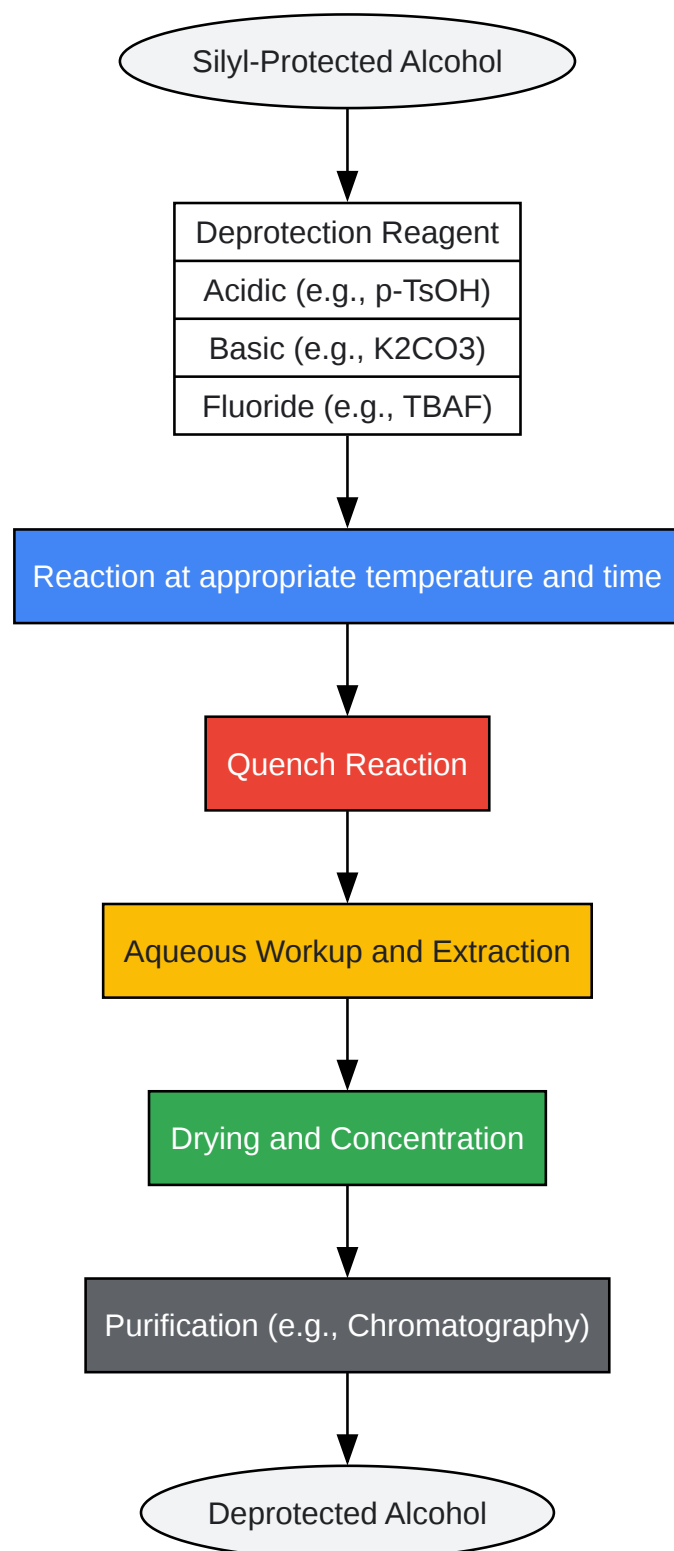 Silyl-Protected Alcohol
Deprotection Reagent
Acidic (e.g., p-TsOH)
Basic (e.g., K2CO3)
Fluoride (e.g., TBAF)
Reaction at appropriate temperature and time
Quench Reaction
Aqueous Workup and Extraction
Drying and Concentration
Purification (e.g., Chromatography)
Deprotected Alcohol